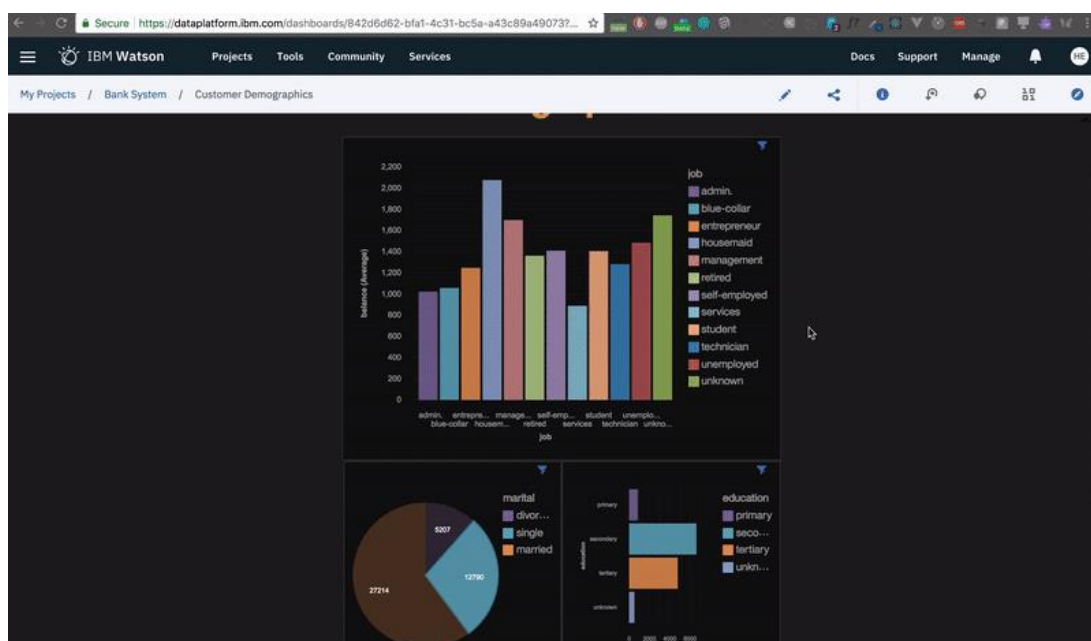 Secure https://dataplatform.ibm.com/dashboards/842d6d62-bfa1-4c31-bc5a-a43c89a49073?...
IBM Watson Projects Tools Community Services Docs Support Manage HE
My Projects / Bank System / Customer Demographics
2,200
2,000
1,800
1,600
1,400
1,200
1,000
800
600
400
200
0
balance (Average)
admin. entrepre... manage... self-emp... student unemplo...
blue-collar housem... retired services technician unkno...
job
job
admin.
blue-collar
entrepreneur
housemaid
management
retired
self-employed
services
student
technician
unemployed
unknown
marital
divor...
single
married
5207
12790
27214
education
primary
secondary
tertiary
unknown
0 2000 4000 6000
education
primary
seco...
tertiary
unkn...